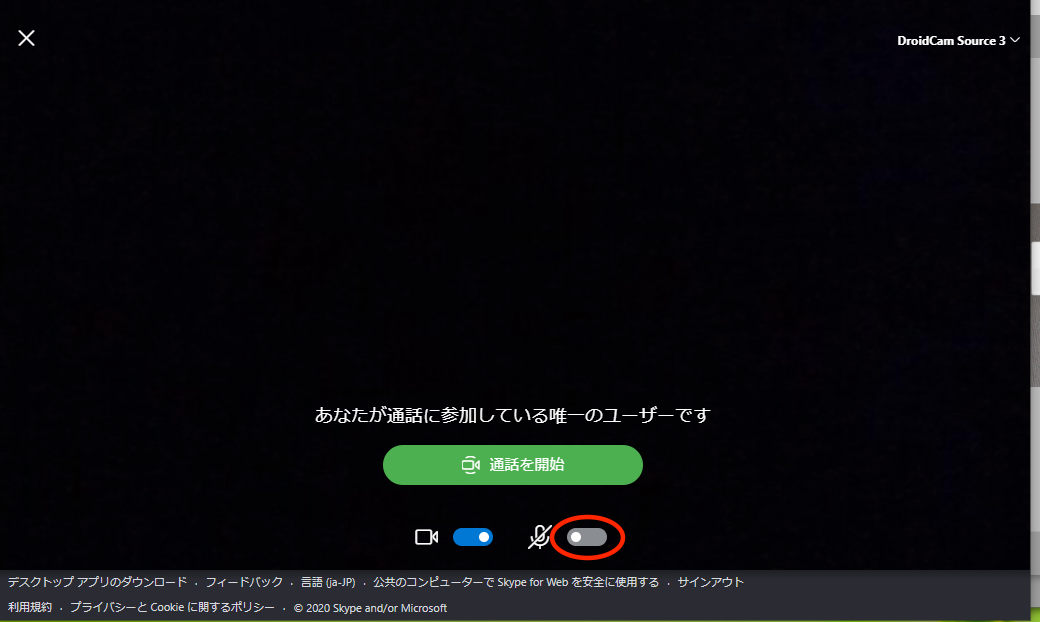 DroidCam Source 3
あなたが通話に参加している唯一のユーザーです
通話を開始
デスクトップ アプリのダウンロード · フィードバック · 言語 (ja-JP) · 公共のコンピューターで Skype for Web を安全に使用する · サインアウト
利用規約 · プライバシーと Cookie に関するポリシー · © 2020 Skype and/or Microsoft